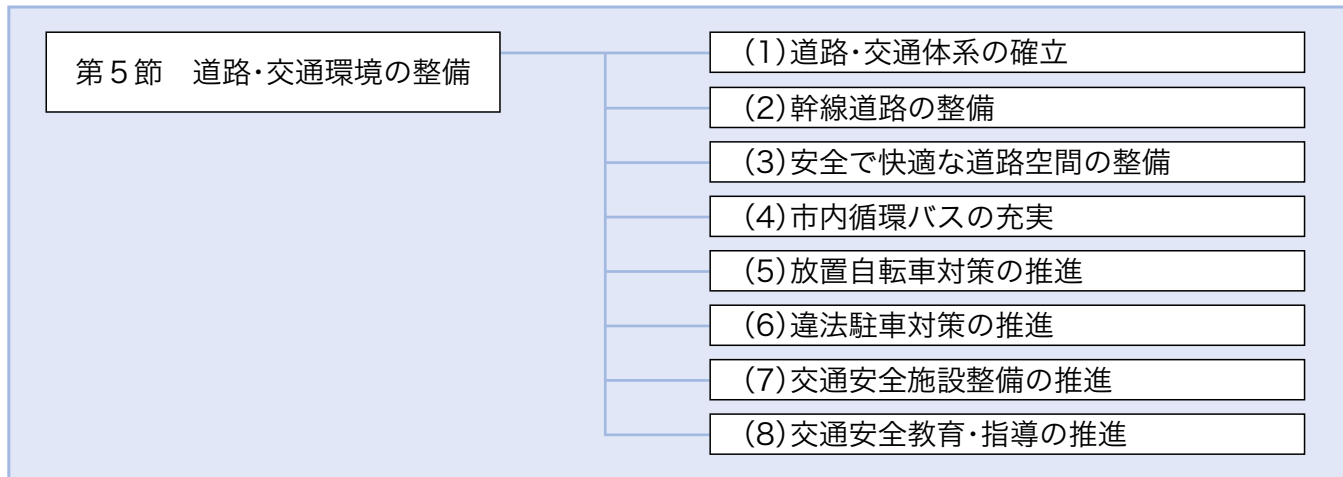 第5節　道路・交通環境の整備
(1)道路・交通体系の確立
(2)幹線道路の整備
(3)安全で快適な道路空間の整備
(4)市内循環バスの充実
(5)放置自転車対策の推進
(6)違法駐車対策の推進
(7)交通安全施設整備の推進
(8)交通安全教育・指導の推進